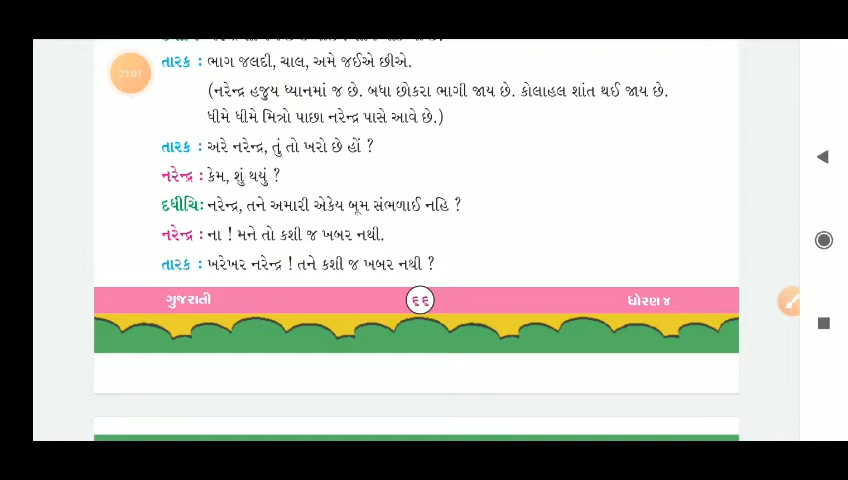 તારક : ભાગ જલદી, ચાલ, અમે જઈએ છીએ.
21:01
(નરેન્દ્ર હજુય ધ્યાનમાં જ છે. બધા છોકરા ભાગી જાય છે. કોલાહલ શાંત થઈ જાય છે.
ધીમે ધીમે મિત્રો પાછા નરેન્દ્ર પાસે આવે છે.)
તારક : અરે નરેન્દ્ર, તું તો ખરો છે હોં ?
નરેન્દ્ર : કેમ, શું થયું ?
દધીચિ : નરેન્દ્ર, તને અમારી એકેય બૂમ સંભળાઈ નહિ ?
નરેન્દ્ર : ના ! મને તો કશી જ ખબર નથી.
તારક : ખરેખર નરેન્દ્ર ! તને કશી જ ખબર નથી ?
ગુજરાતી ૬૬ ધોરણ ૪